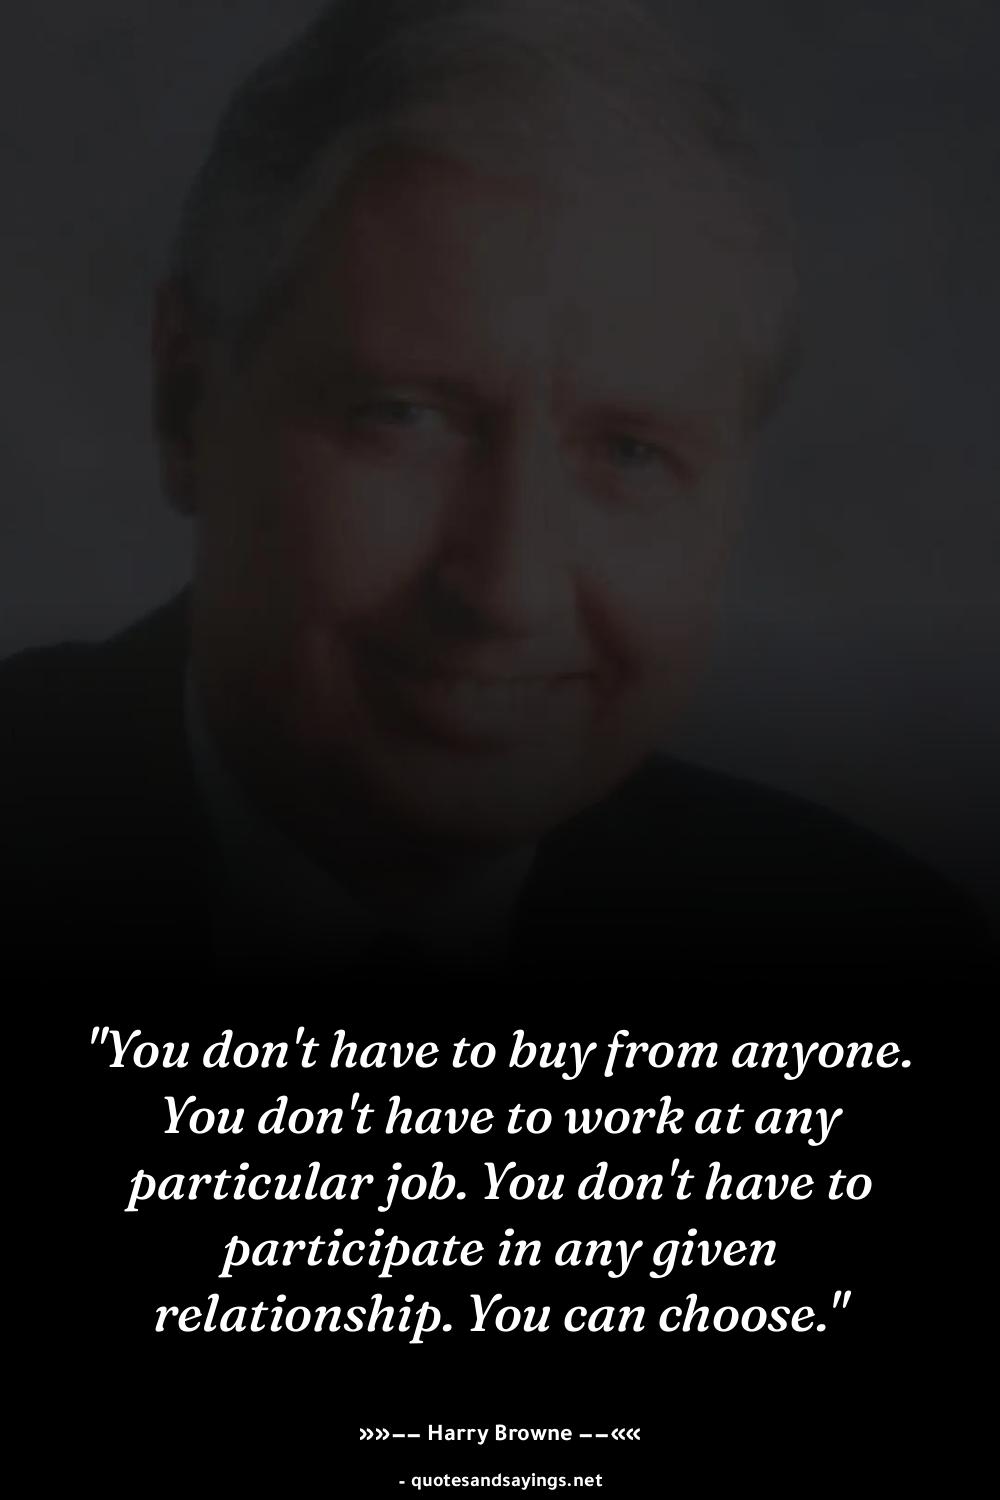 "You don't have to buy from anyone.
You don't have to work at any
particular job. You don't have to
participate in any given
relationship. You can choose."
»»–– Harry Browne ––««
- quotesandsayings.net